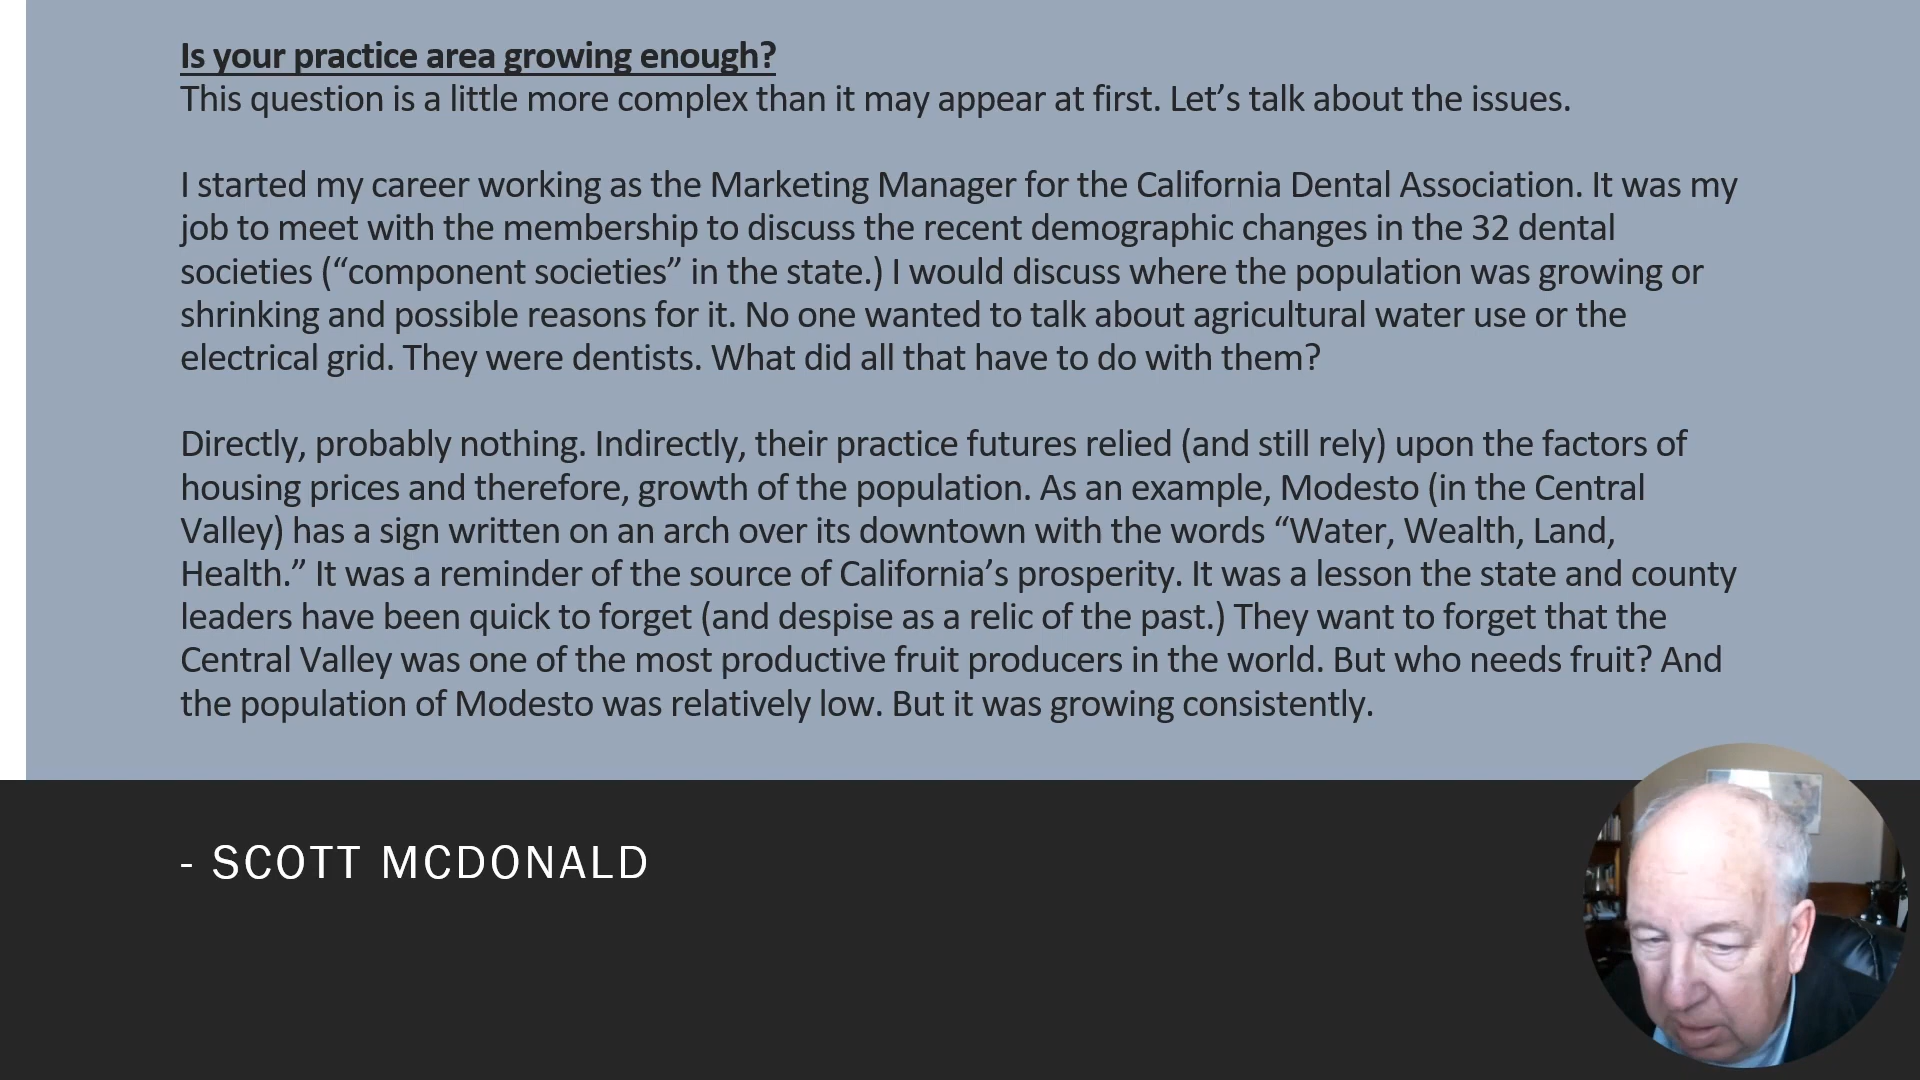 Is your practice area growing enough?
This question is a little more complex than it may appear at first. Let’s talk about the issues.
I started my career working as the Marketing Manager for the California Dental Association. It was my
job to meet with the membership to discuss the recent demographic changes in the 32 dental
societies (“component societies” in the state.) I would discuss where the population was growing or
shrinking and possible reasons for it. No one wanted to talk about agricultural water use or the
electrical grid. They were dentists. What did all that have to do with them?
Directly, probably nothing. Indirectly, their practice futures relied (and still rely) upon the factors of
housing prices and therefore, growth of the population. As an example, Modesto (in the Central
Valley) has a sign written on an arch over its downtown with the words “Water, Wealth, Land,
Health.” It was a reminder of the source of California’s prosperity. It was a lesson the state and county
leaders have been quick to forget (and despise as a relic of the past.) They want to forget that the
Central Valley was one of the most productive fruit producers in the world. But who needs fruit? And
the population of Modesto was relatively low. But it was growing consistently.
- SCOTT MCDONALD